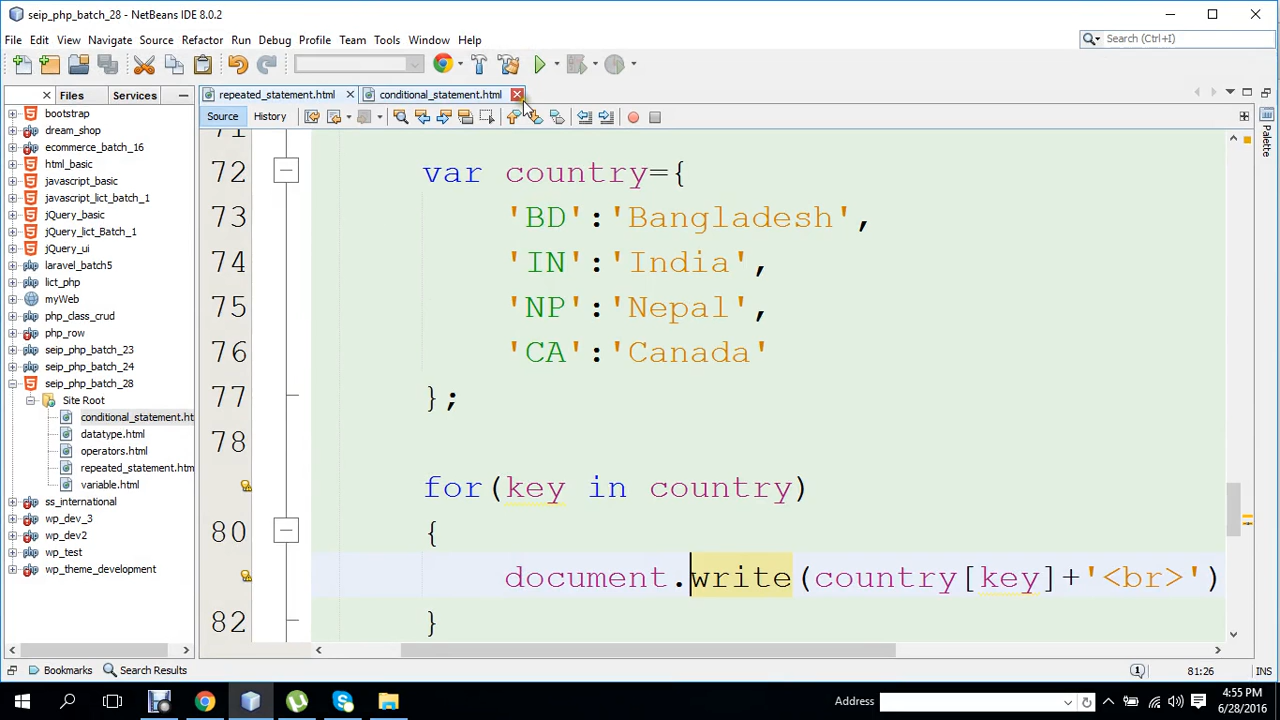 seip_php_batch_28 - NetBeans IDE 8.0.2
File Edit View Navigate Source Refactor Run Debug Profile Team Tools Window Help
Search (Ctrl+I)
Files Services
repeated_statement.html conditional_statement.html
Source History
bootstrap
dream_shop
ecommerce_batch_16
html_basic
javascript_basic
javascript_lict_batch_1
jQuery_basic
jQuery_lict_Batch_1
jQuery_ui
laravel_batch5
lict_php
myWeb
php_class_crud
php_row
seip_php_batch_23
seip_php_batch_24
seip_php_batch_28
Site Root
conditional_statement.ht
datatype.html
operators.html
repeated_statement.htm
variable.html
ss_international
wp_dev_3
wp_dev2
wp_test
wp_theme_development
71
72 var country={
73 'BD':'Bangladesh',
74 'IN':'India',
75 'NP':'Nepal',
76 'CA':'Canada'
77 };
78
for(key in country)
80 {
document.write(country[key]+'<br>')
82 }
Palette
Bookmarks Search Results
1 81:26 INS
Address
4:55 PM
6/28/2016